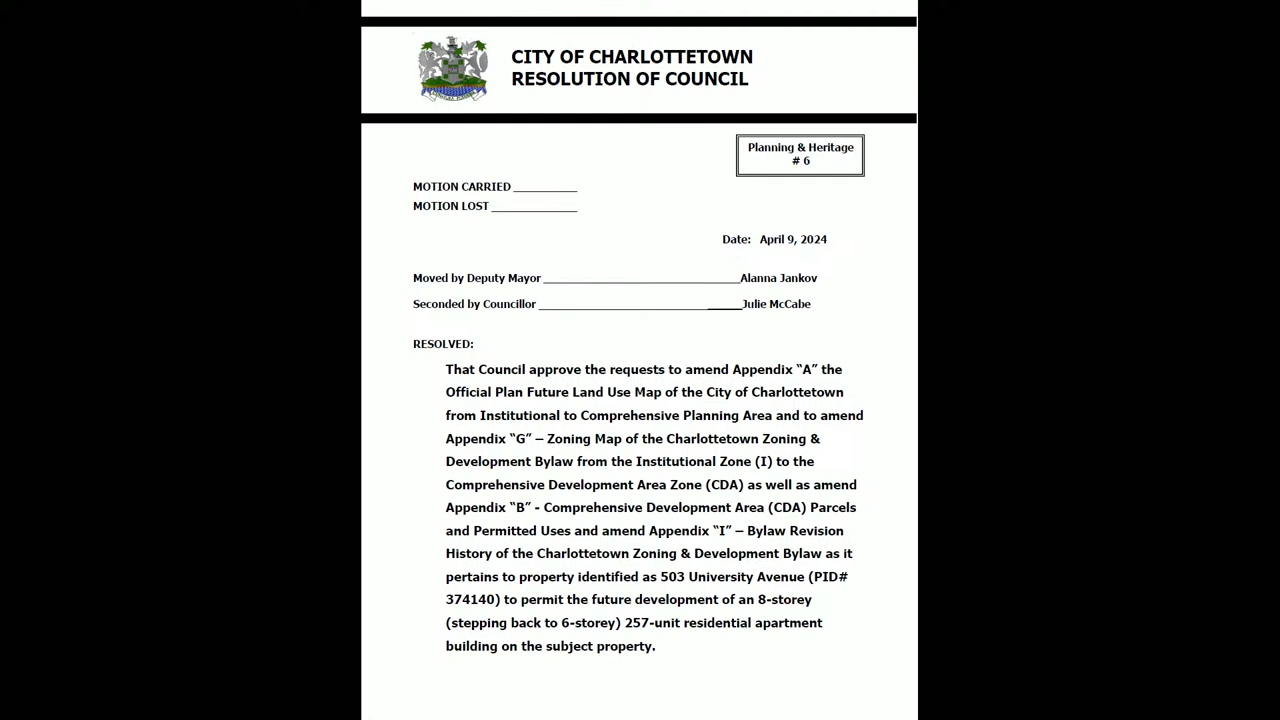 CITY OF CHARLOTTETOWN
RESOLUTION OF COUNCIL
Planning & Heritage
# 6
MOTION CARRIED ___________
MOTION LOST _______________
Date: April 9, 2024
Moved by Deputy Mayor __________________________________Alanna Jankov
Seconded by Councillor ___________________________________Julie McCabe
RESOLVED:
That Council approve the requests to amend Appendix “A” the
Official Plan Future Land Use Map of the City of Charlottetown
from Institutional to Comprehensive Planning Area and to amend
Appendix “G” – Zoning Map of the Charlottetown Zoning &
Development Bylaw from the Institutional Zone (I) to the
Comprehensive Development Area Zone (CDA) as well as amend
Appendix “B” - Comprehensive Development Area (CDA) Parcels
and Permitted Uses and amend Appendix “I” – Bylaw Revision
History of the Charlottetown Zoning & Development Bylaw as it
pertains to property identified as 503 University Avenue (PID#
374140) to permit the future development of an 8-storey
(stepping back to 6-storey) 257-unit residential apartment
building on the subject property.